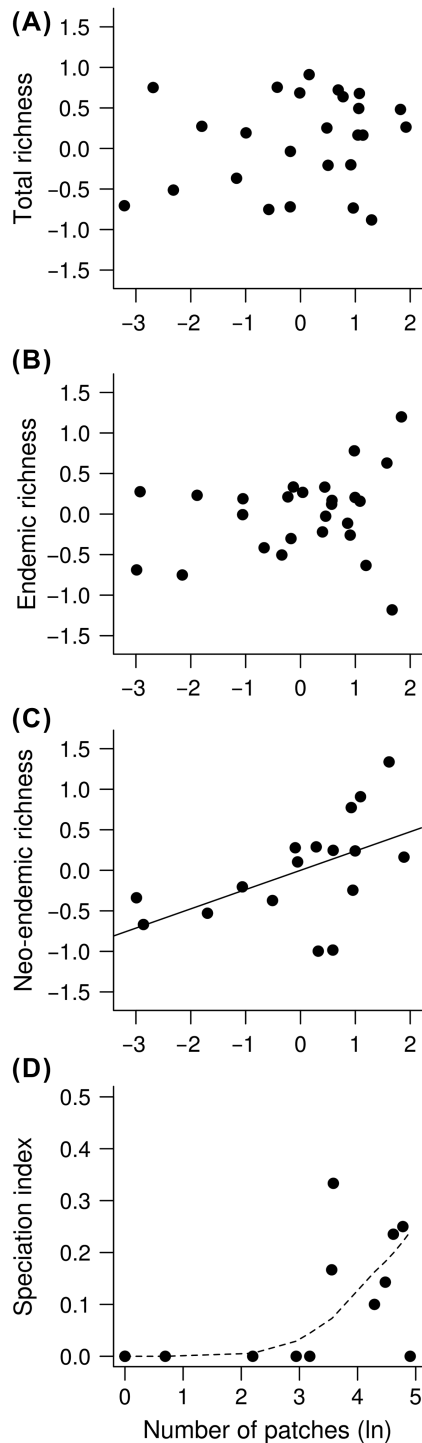 (A)
Total richness
1.5
1.0
0.5
0.0
−0.5
−1.0
−1.5
−3 −2 −1 0 1 2
(B)
Endemic richness
1.5
1.0
0.5
0.0
−0.5
−1.0
−1.5
−3 −2 −1 0 1 2
(C)
Neo-endemic richness
1.5
1.0
0.5
0.0
−0.5
−1.0
−1.5
−3 −2 −1 0 1 2
(D)
Speciation index
0.5
0.4
0.3
0.2
0.1
0.0
0 1 2 3 4 5
Number of patches (ln)